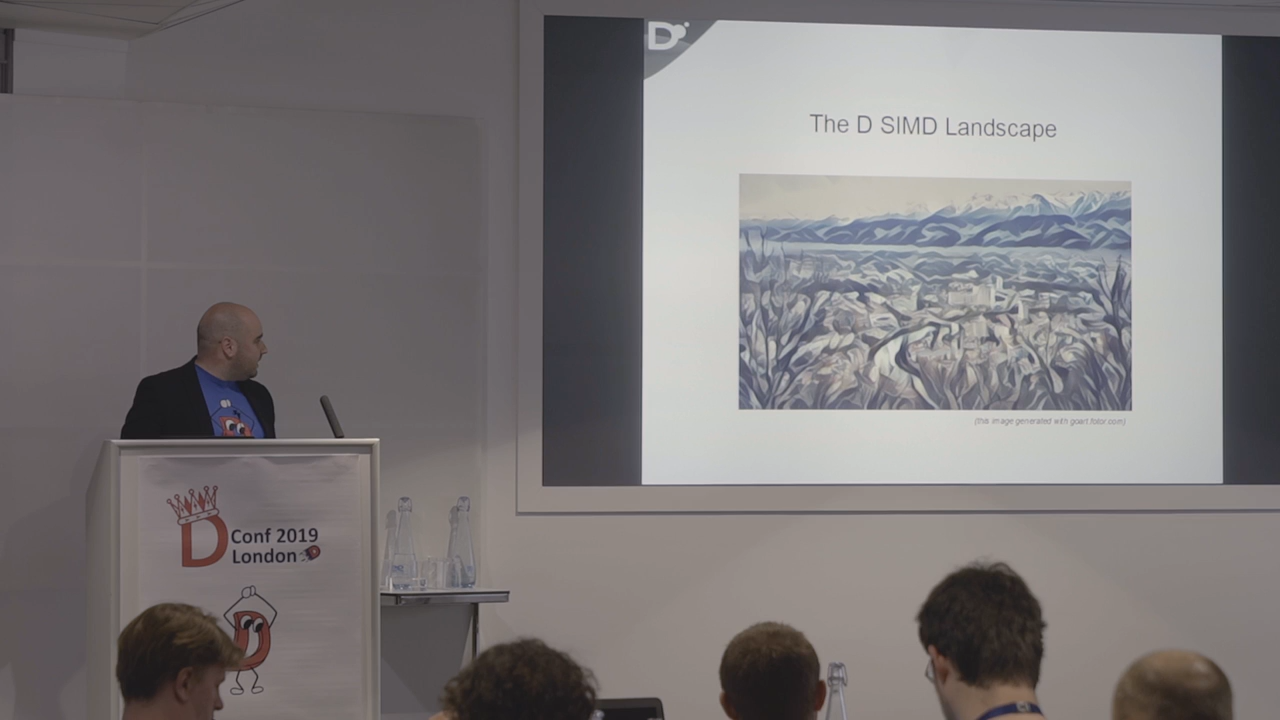 D
The D SIMD Landscape
(this image generated with goart.fotor.com)
D Conf 2019
London